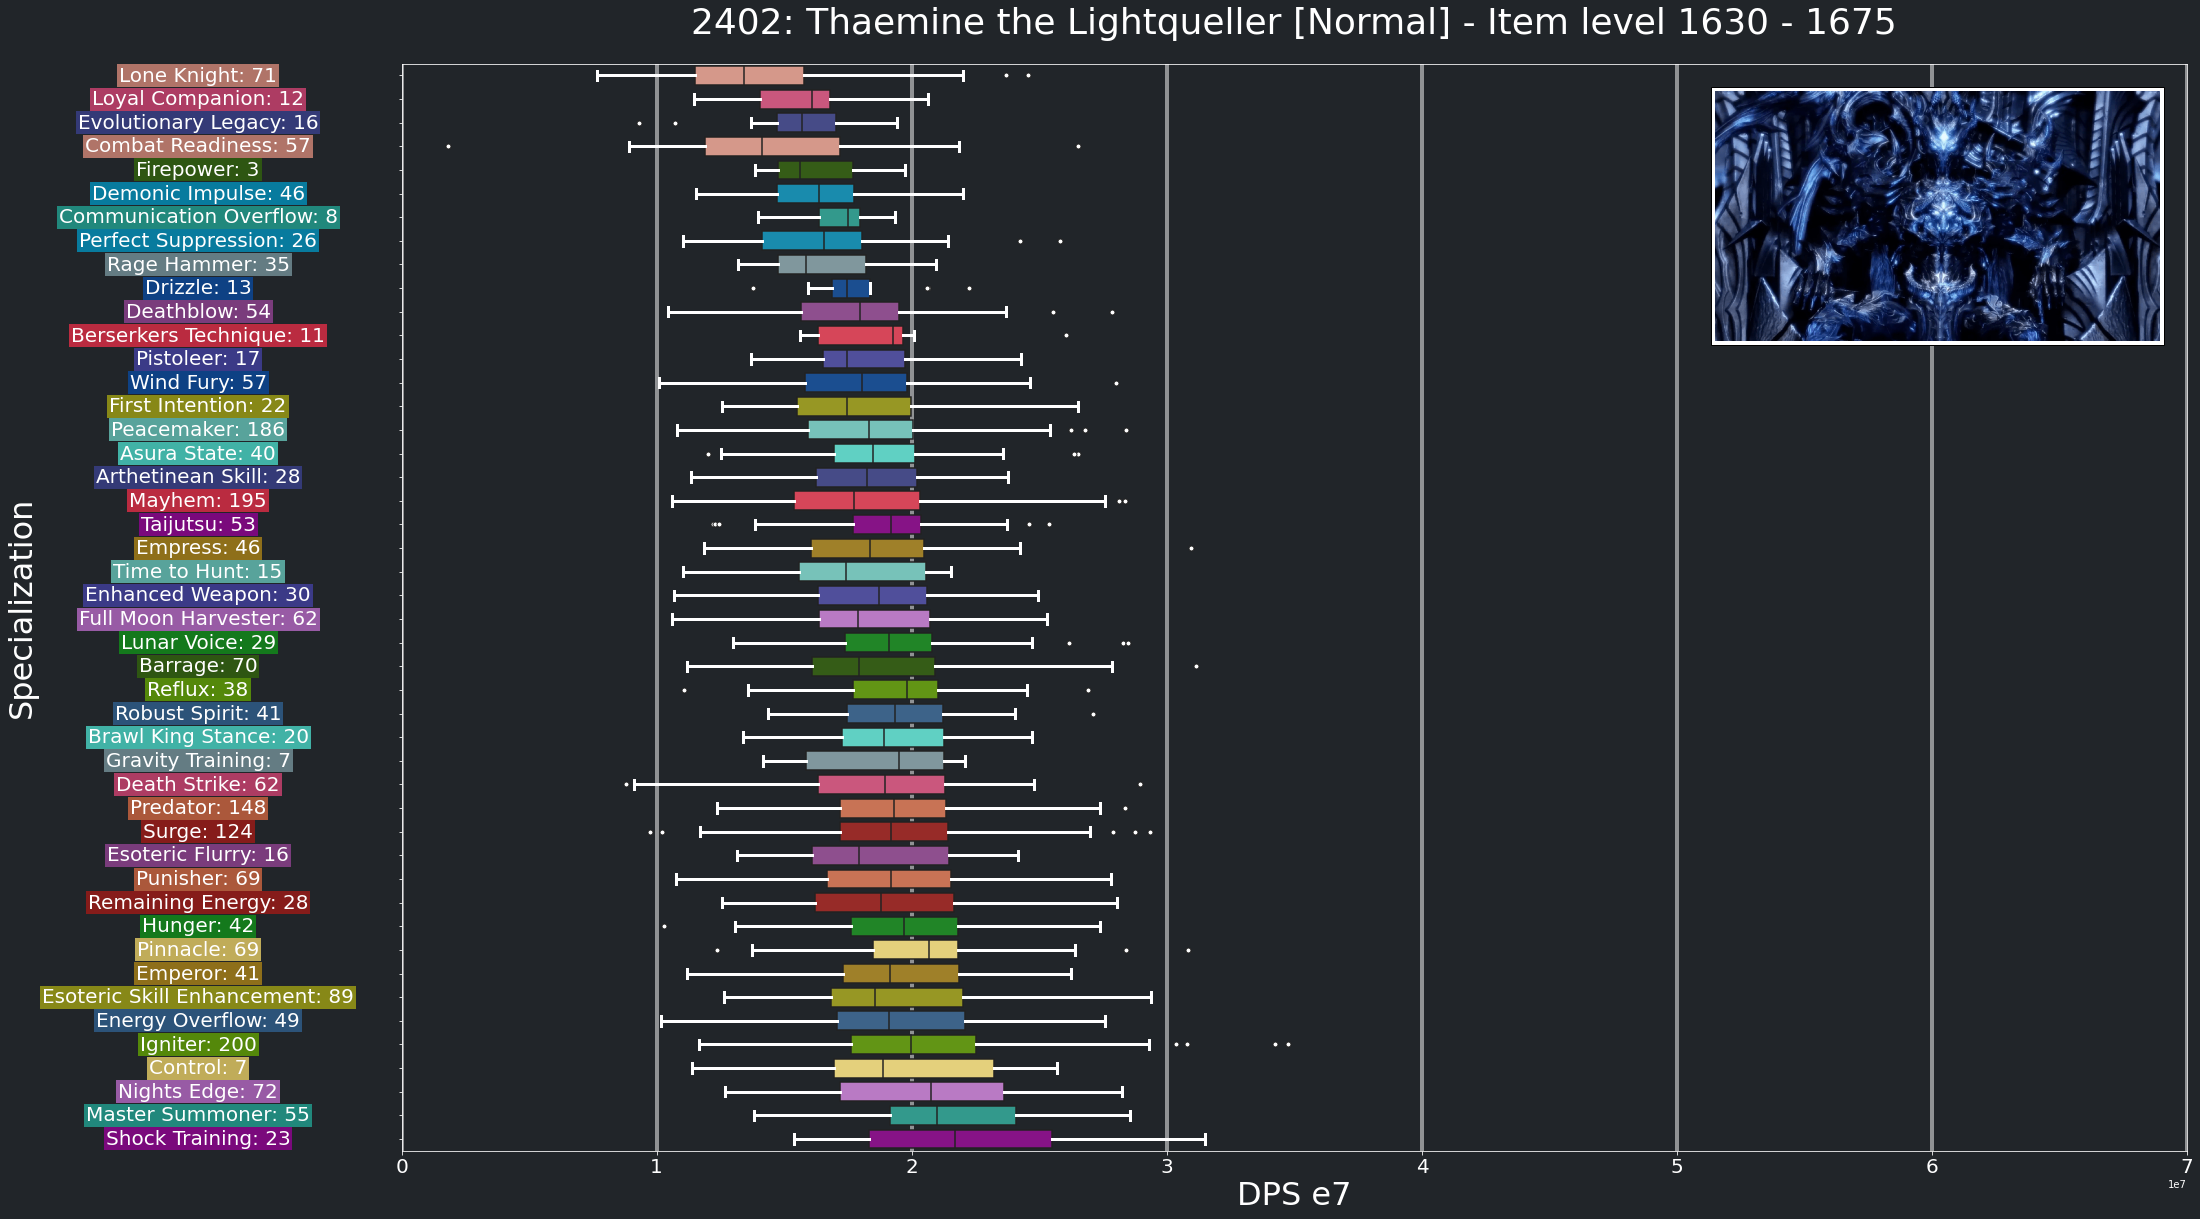 2402: Thaemine the Lightqueller [Normal] - Item level 1630 - 1675
Specialization
Lone Knight: 71
Loyal Companion: 12
Evolutionary Legacy: 16
Combat Readiness: 57
Firepower: 3
Demonic Impulse: 46
Communication Overflow: 8
Perfect Suppression: 26
Rage Hammer: 35
Drizzle: 13
Deathblow: 54
Berserkers Technique: 11
Pistoleer: 17
Wind Fury: 57
First Intention: 22
Peacemaker: 186
Asura State: 40
Arthetinean Skill: 28
Mayhem: 195
Taijutsu: 53
Empress: 46
Time to Hunt: 15
Enhanced Weapon: 30
Full Moon Harvester: 62
Lunar Voice: 29
Barrage: 70
Reflux: 38
Robust Spirit: 41
Brawl King Stance: 20
Gravity Training: 7
Death Strike: 62
Predator: 148
Surge: 124
Esoteric Flurry: 16
Punisher: 69
Remaining Energy: 28
Hunger: 42
Pinnacle: 69
Emperor: 41
Esoteric Skill Enhancement: 89
Energy Overflow: 49
Igniter: 200
Control: 7
Nights Edge: 72
Master Summoner: 55
Shock Training: 23
0 1 2 3 4 5 6 7
1e7
DPS e7